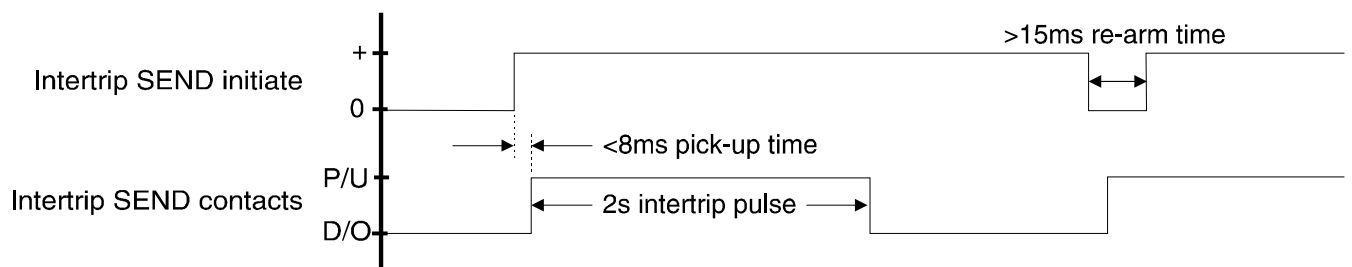 >15ms re-arm time
+
Intertrip SEND initiate
0
<8ms pick-up time
P/U
Intertrip SEND contacts
2s intertrip pulse
D/O